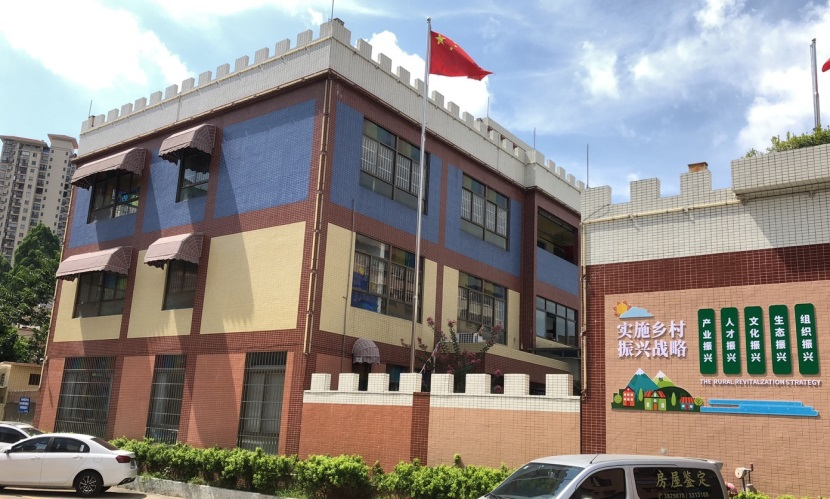 实施乡村
振兴战略
产业振兴
人才振兴
文化振兴
生态振兴
组织振兴
THE RURAL REVITALIZATION STRATEGY
房屋鉴定